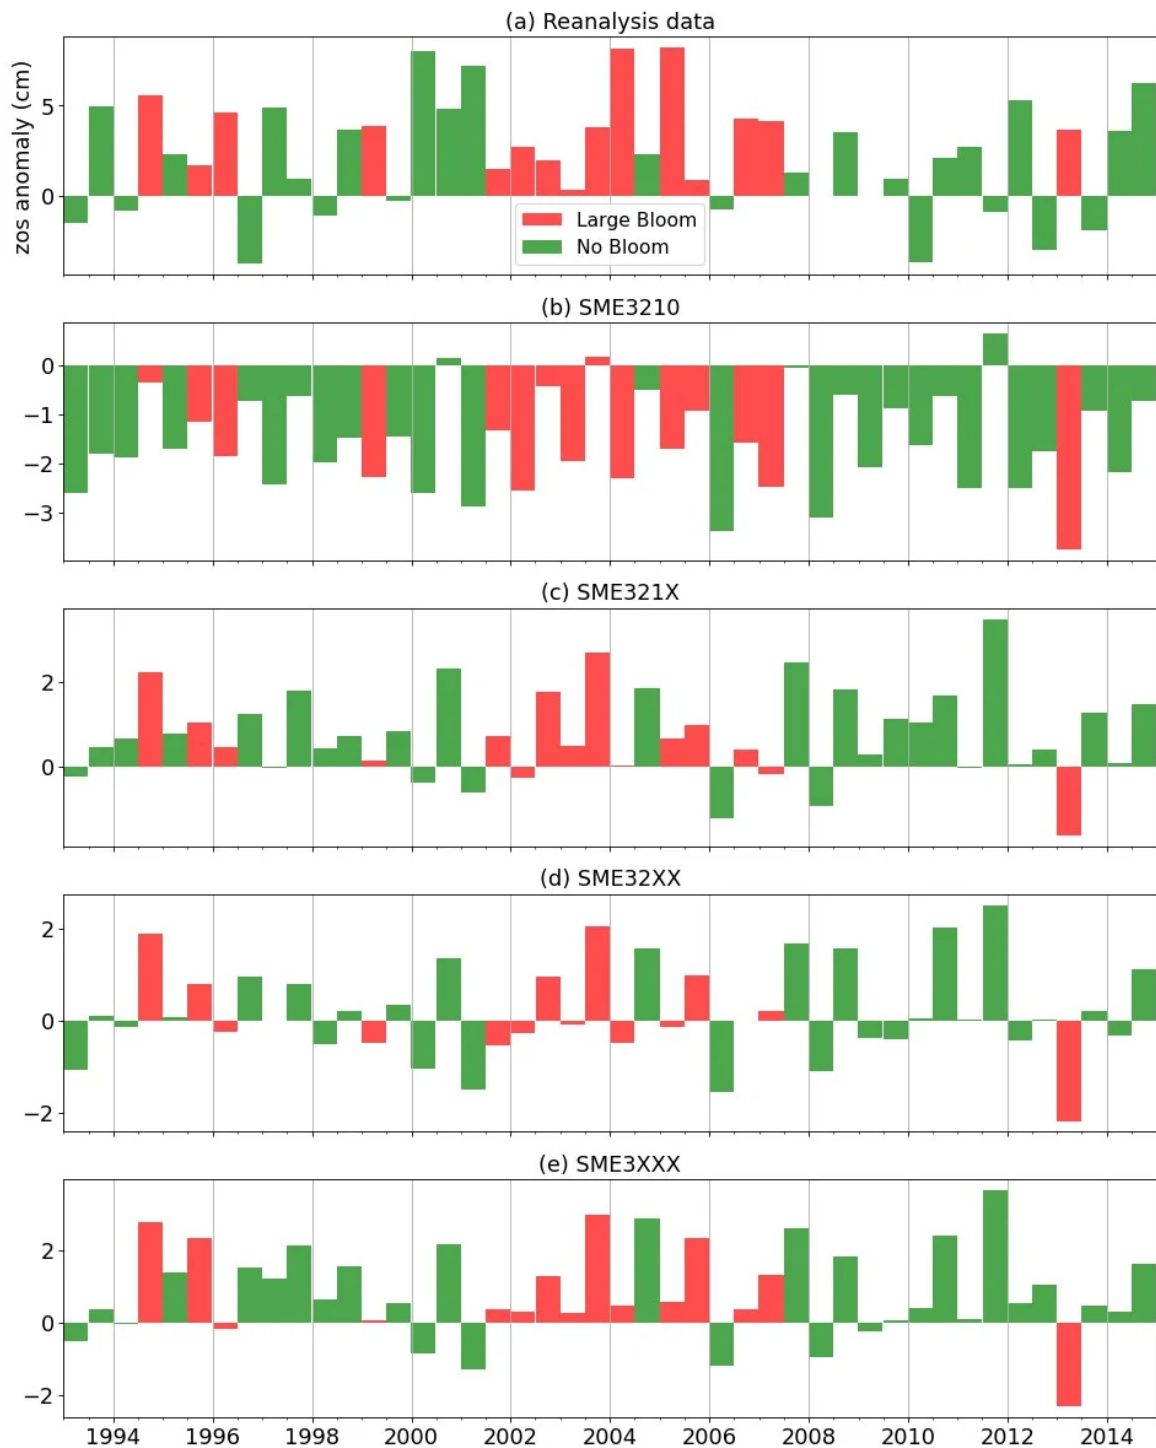 (a) Reanalysis data
zos anomaly (cm)
5
0
Large Bloom
No Bloom
(b) SME3210
0
−1
−2
−3
(c) SME321X
2
0
(d) SME32XX
2
0
−2
(e) SME3XXX
2
0
−2
1994 1996 1998 2000 2002 2004 2006 2008 2010 2012 2014